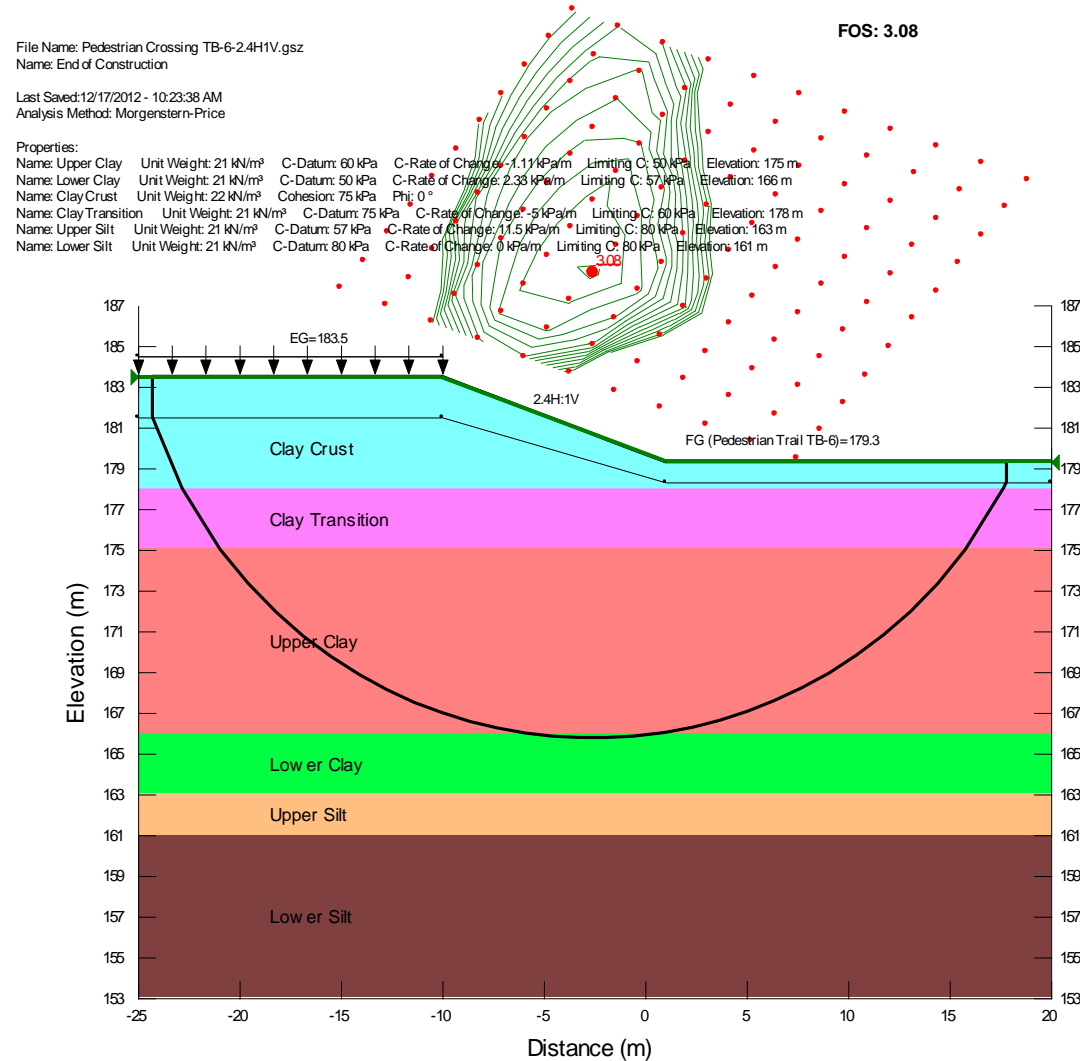 FOS: 3.08
File Name: Pedestrian Crossing TB-6-2.4H1V.gsz
Name: End of Construction
Last Saved:12/17/2012 - 10:23:38 AM
Analysis Method: Morgenstern-Price
Properties:
Name: Upper Clay Unit Weight: 21 kN/m³ C-Datum: 60 kPa C-Rate of Change: -1.11 kPa/m Limiting C: 50 kPa Elevation: 175 m
Name: Lower Clay Unit Weight: 21 kN/m³ C-Datum: 50 kPa C-Rate of Change: 2.33 kPa/m Limiting C: 57 kPa Elevation: 166 m
Name: Clay Crust Unit Weight: 22 kN/m³ Cohesion: 75 kPa Phi: 0 °
Name: Clay Transition Unit Weight: 21 kN/m³ C-Datum: 75 kPa C-Rate of Change: -5 kPa/m Limiting C: 60 kPa Elevation: 178 m
Name: Upper Silt Unit Weight: 21 kN/m³ C-Datum: 57 kPa C-Rate of Change: 11.5 kPa/m Limiting C: 80 kPa Elevation: 163 m
Name: Lower Silt Unit Weight: 21 kN/m³ C-Datum: 80 kPa C-Rate of Change: 0 kPa/m Limiting C: 80 kPa Elevation: 161 m
3.08
187 187
EG=183.5
185 185
183 183
2.4H:1V
181 181
FG (Pedestrian Trail TB-6)=179.3
Clay Crust
179 179
177 177
Clay Transition
175 175
173 173
171 171
Upper Clay
169 169
167 167
165 165
Lower Clay
163 163
Upper Silt
161 161
159 159
157 157
Lower Silt
155 155
153 153
Elevation (m)
-25 -20 -15 -10 -5 0 5 10 15 20
Distance (m)